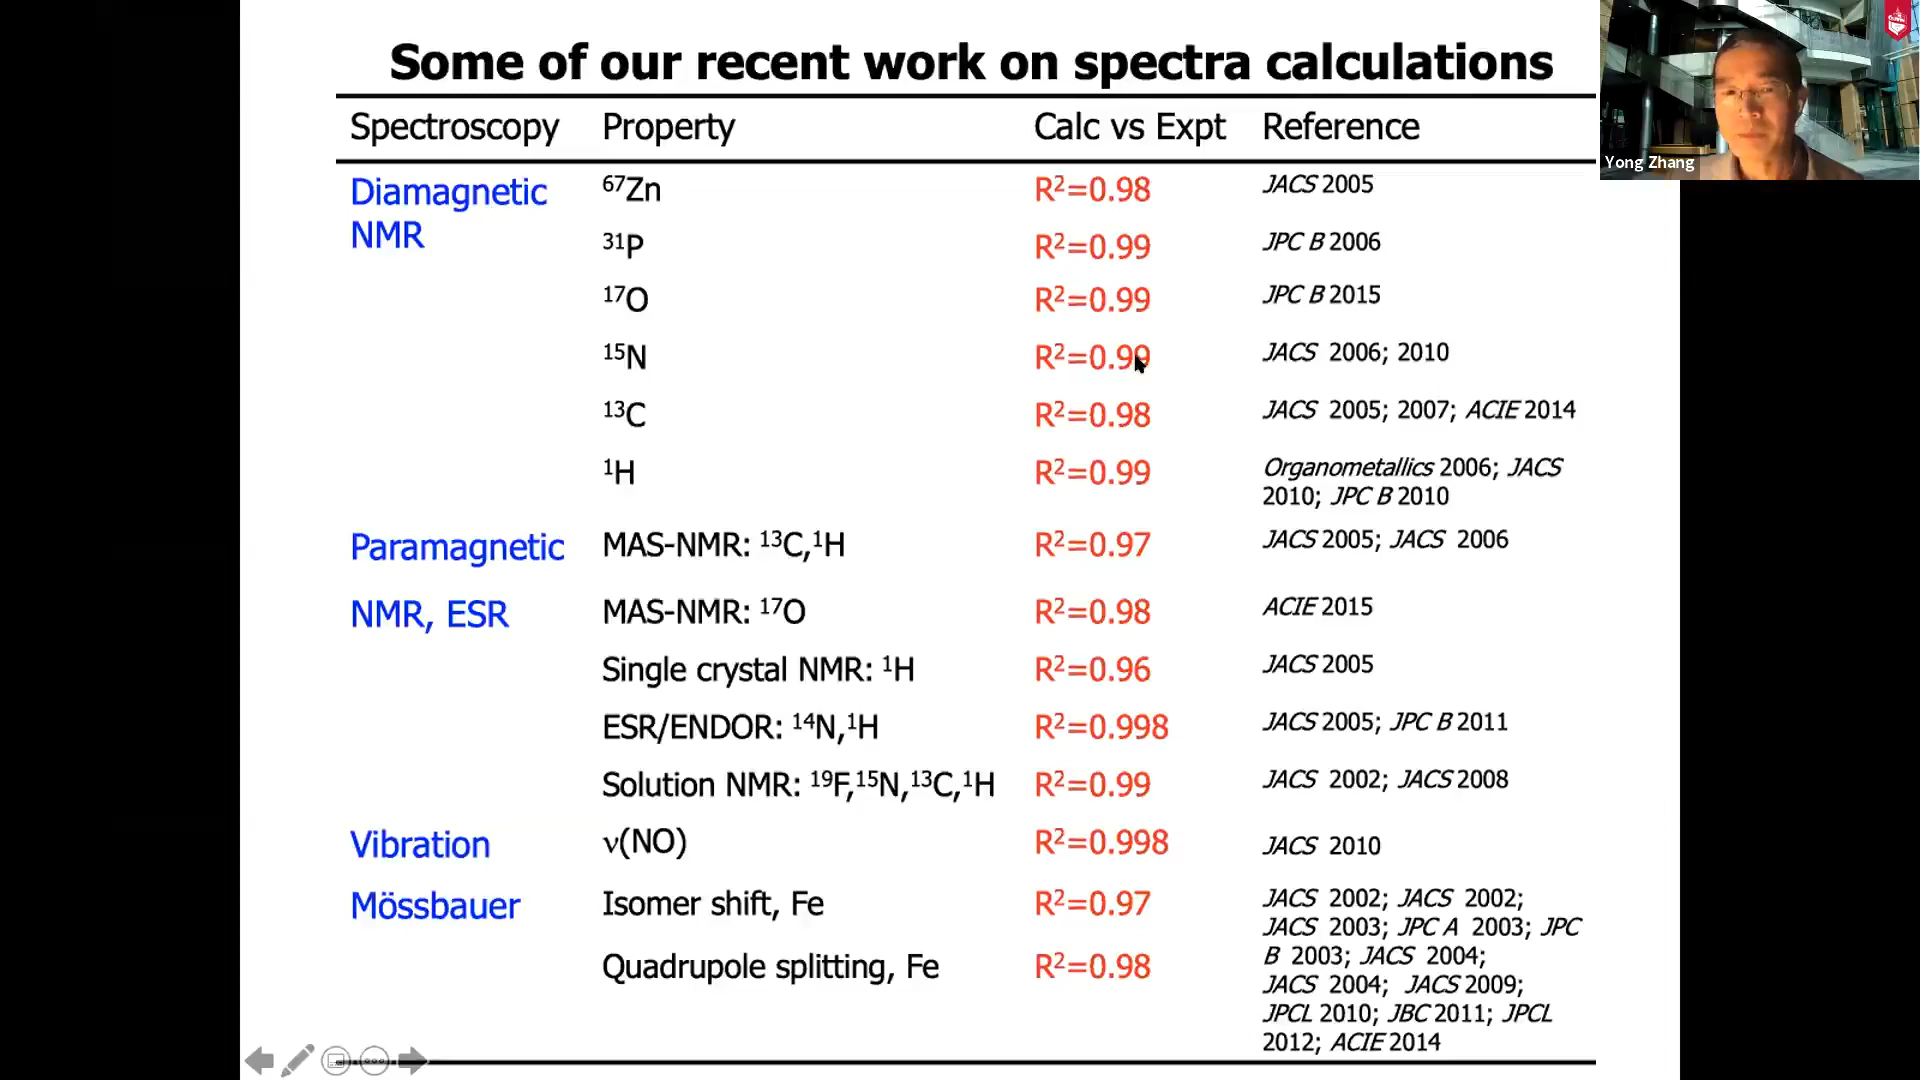 Some of our recent work on spectra calculations
Yong Zhang
Spectroscopy Property Calc vs Expt Reference
Diamagnetic NMR ⁶⁷Zn R²=0.98 JACS 2005
³¹P R²=0.99 JPC B 2006
¹⁷O R²=0.99 JPC B 2015
¹⁵N R²=0.99 JACS 2006; 2010
¹³C R²=0.98 JACS 2005; 2007; ACIE 2014
¹H R²=0.99 Organometallics 2006; JACS
2010; JPC B 2010
Paramagnetic MAS-NMR: ¹³C,¹H R²=0.97 JACS 2005; JACS 2006
NMR, ESR MAS-NMR: ¹⁷O R²=0.98 ACIE 2015
Single crystal NMR: ¹H R²=0.96 JACS 2005
ESR/ENDOR: ¹⁴N,¹H R²=0.998 JACS 2005; JPC B 2011
Solution NMR: ¹⁹F,¹⁵N,¹³C,¹H R²=0.99 JACS 2002; JACS 2008
Vibration ν(NO) R²=0.998 JACS 2010
Mössbauer Isomer shift, Fe R²=0.97 JACS 2002; JACS 2002;
JACS 2003; JPC A 2003; JPC
Quadrupole splitting, Fe R²=0.98 B 2003; JACS 2004;
JACS 2004; JACS 2009;
JPCL 2010; JBC 2011; JPCL
2012; ACIE 2014